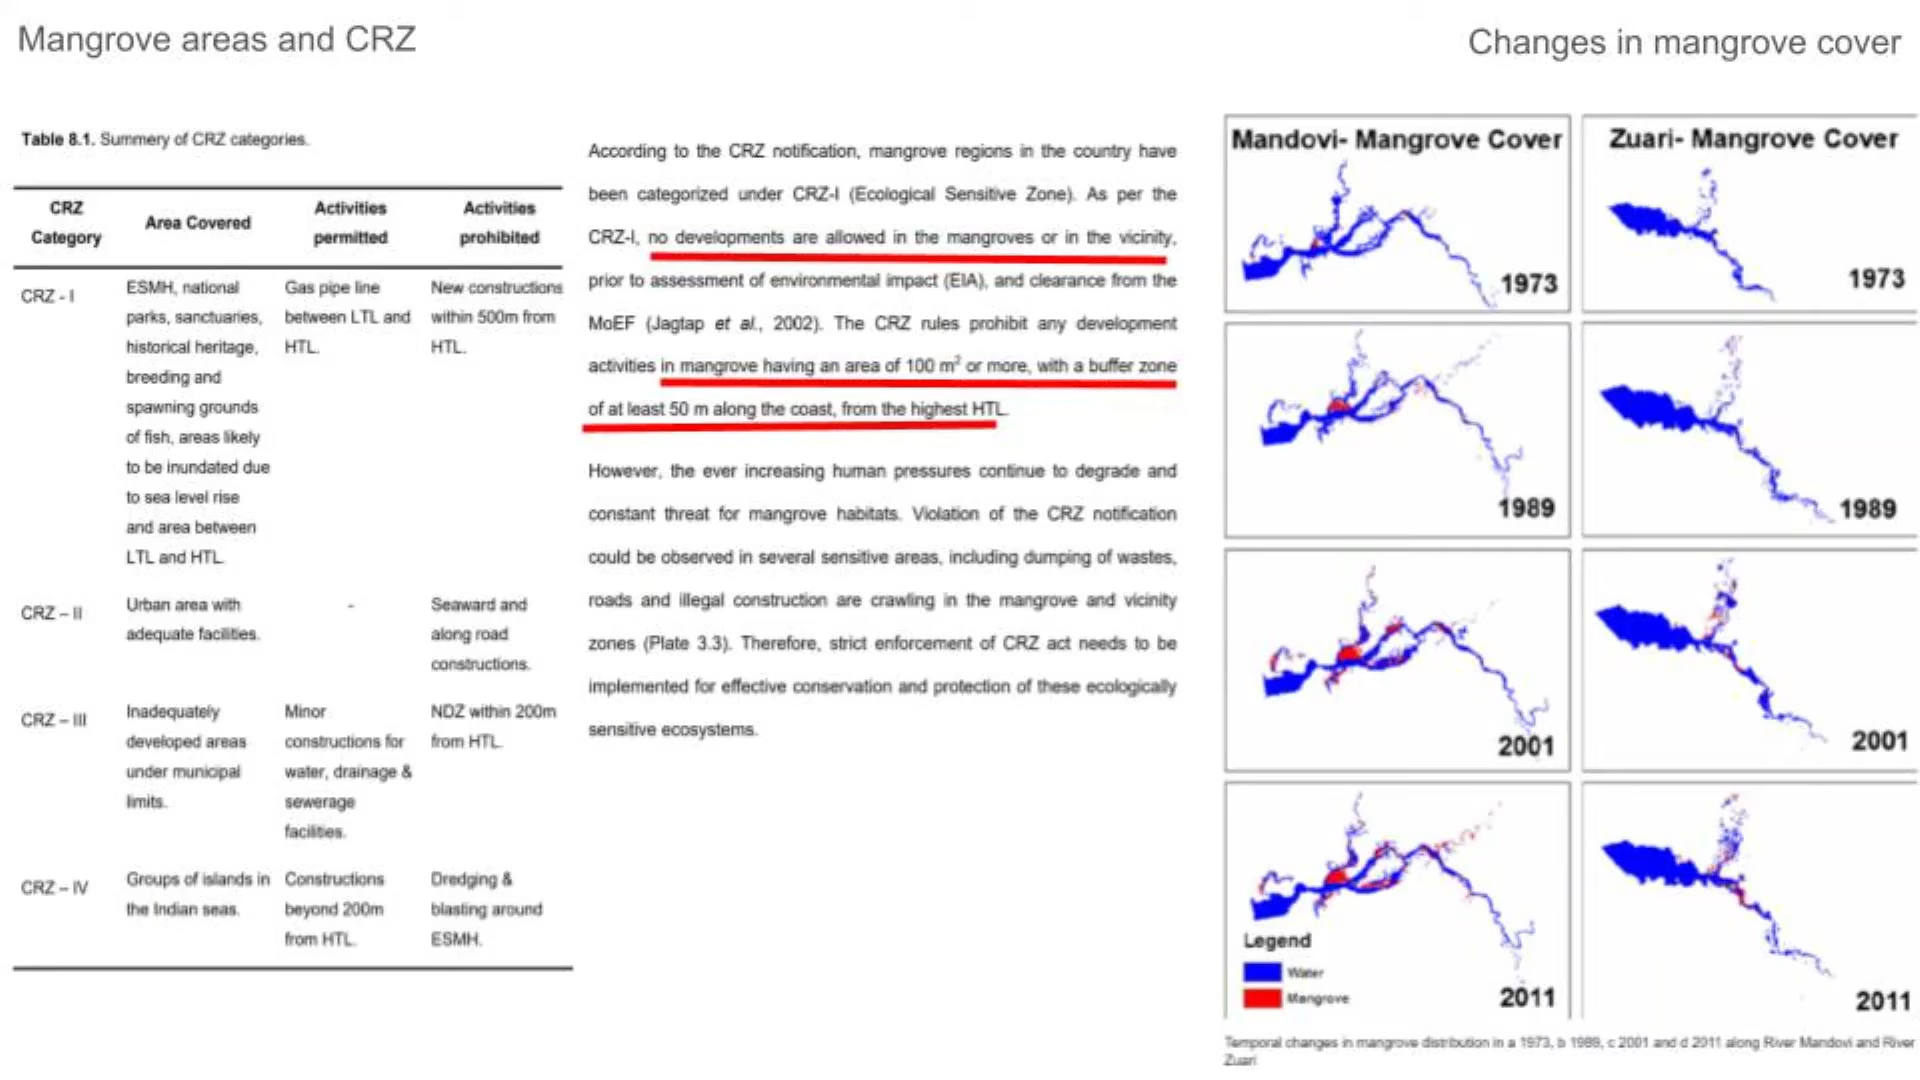 Mangrove areas and CRZ
Changes in mangrove cover
Table 8.1. Summery of CRZ categories.
CRZ Category
Area Covered
Activities permitted
Activities prohibited
CRZ - I
ESMH, national
parks, sanctuaries,
historical heritage,
breeding and
spawning grounds
of fish, areas likely
to be inundated due
to sea level rise
and area between
LTL and HTL.
Gas pipe line
between LTL and
HTL.
New constructions
within 500m from
HTL.
CRZ – II
Urban area with
adequate facilities.
-
Seaward and
along road
constructions.
CRZ – III
Inadequately
developed areas
under municipal
limits.
Minor
constructions for
water, drainage &
sewerage
facilities.
NDZ within 200m
from HTL.
CRZ – IV
Groups of islands in
the Indian seas.
Constructions
beyond 200m
from HTL.
Dredging &
blasting around
ESMH.
According to the CRZ notification, mangrove regions in the country have
been categorized under CRZ-I (Ecological Sensitive Zone). As per the
CRZ-I, no developments are allowed in the mangroves or in the vicinity,
prior to assessment of environmental impact (EIA), and clearance from the
MoEF (Jagtap et al., 2002). The CRZ rules prohibit any development
activities in mangrove having an area of 100 m² or more, with a buffer zone
of at least 50 m along the coast, from the highest HTL.
However, the ever increasing human pressures continue to degrade and
constant threat for mangrove habitats. Violation of the CRZ notification
could be observed in several sensitive areas, including dumping of wastes,
roads and illegal construction are crawling in the mangrove and vicinity
zones (Plate 3.3). Therefore, strict enforcement of CRZ act needs to be
implemented for effective conservation and protection of these ecologically
sensitive ecosystems.
Mandovi- Mangrove Cover
Zuari- Mangrove Cover
1973
1973
1989
1989
2001
2001
Legend
Water
Mangrove
2011
2011
Temporal changes in mangrove distribution in a 1973, b 1989, c 2001 and d 2011 along River Mandovi and River
Zuari